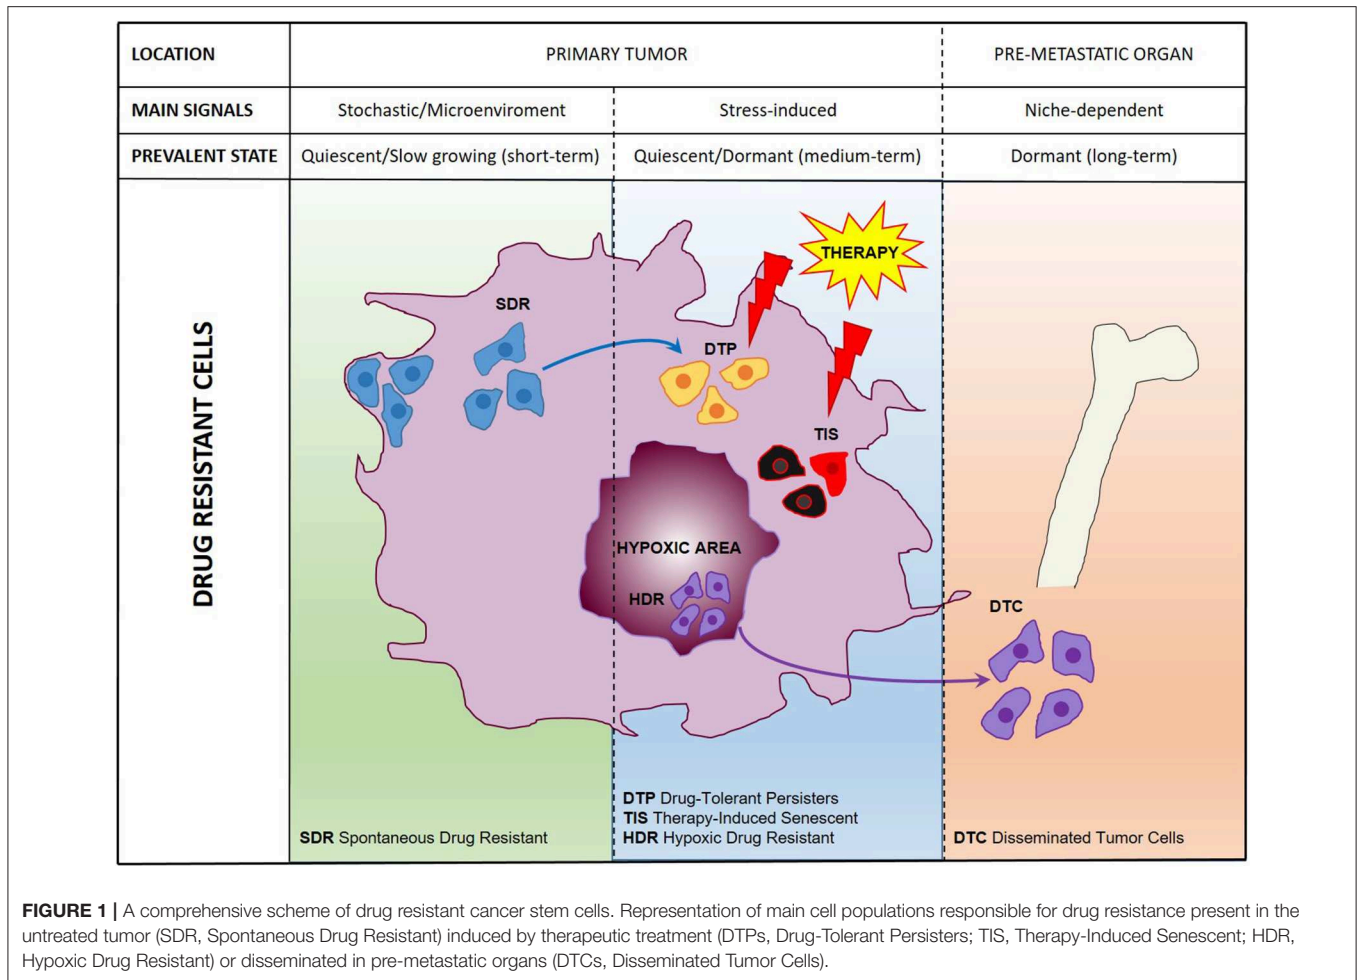 LOCATION PRIMARY TUMOR PRE-METASTATIC ORGAN
MAIN SIGNALS Stochastic/Microenviroment Stress-induced Niche-dependent
PREVALENT STATE Quiescent/Slow growing (short-term) Quiescent/Dormant (medium-term) Dormant (long-term)
DRUG RESISTANT CELLS
THERAPY
SDR
DTP
TIS
HYPOXIC AREA
HDR
DTC
SDR Spontaneous Drug Resistant
DTP Drug-Tolerant Persisters
TIS Therapy-Induced Senescent
HDR Hypoxic Drug Resistant
DTC Disseminated Tumor Cells
FIGURE 1 | A comprehensive scheme of drug resistant cancer stem cells. Representation of main cell populations responsible for drug resistance present in the
untreated tumor (SDR, Spontaneous Drug Resistant) induced by therapeutic treatment (DTPs, Drug-Tolerant Persisters; TIS, Therapy-Induced Senescent; HDR,
Hypoxic Drug Resistant) or disseminated in pre-metastatic organs (DTCs, Disseminated Tumor Cells).